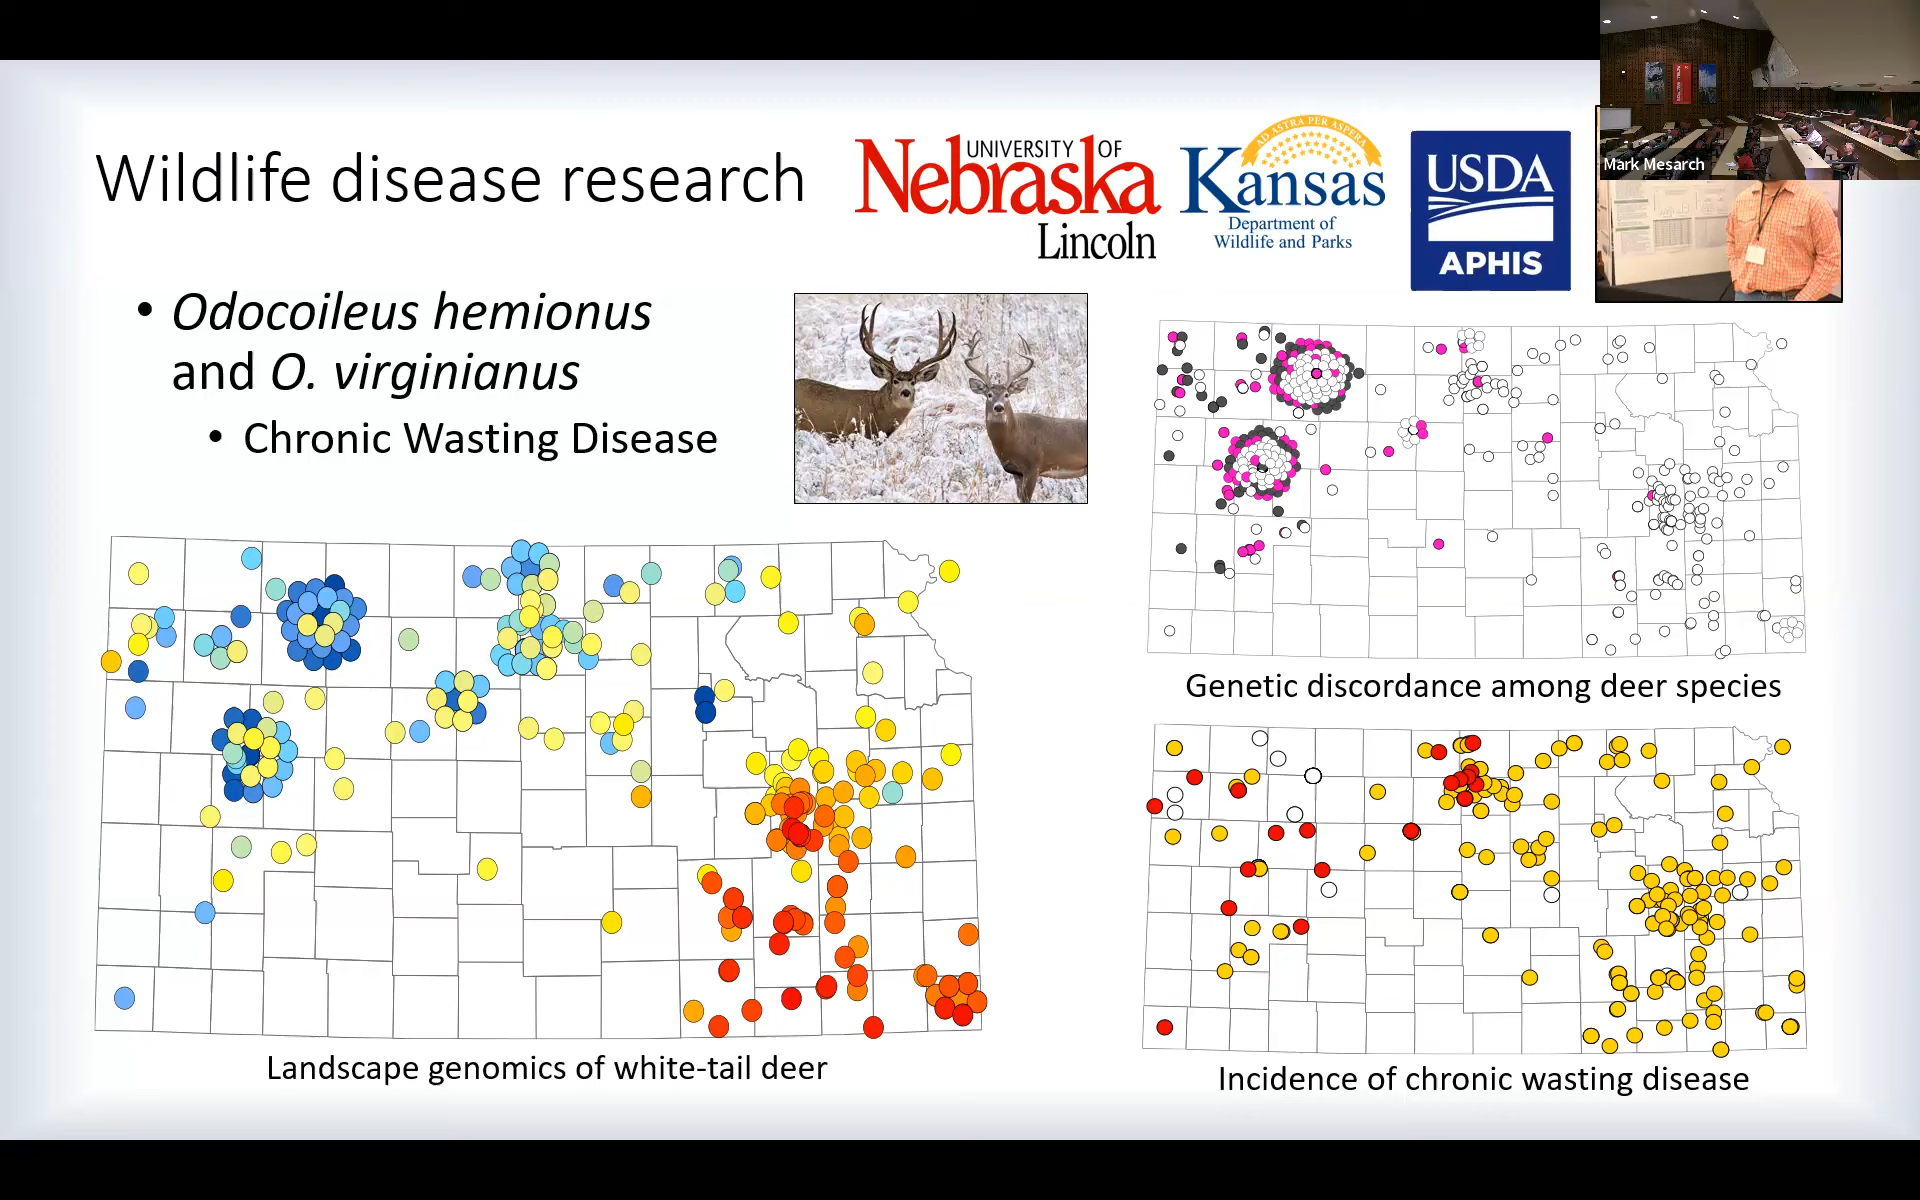 Wildlife disease research
UNIVERSITY OF
Nebraska
Lincoln
AD ASTRA PER ASPERA
Kansas
Department of
Wildlife and Parks
USDA
APHIS
Mark Mesarch
• Odocoileus hemionus
and O. virginianus
• Chronic Wasting Disease
Genetic discordance among deer species
Landscape genomics of white-tail deer
Incidence of chronic wasting disease